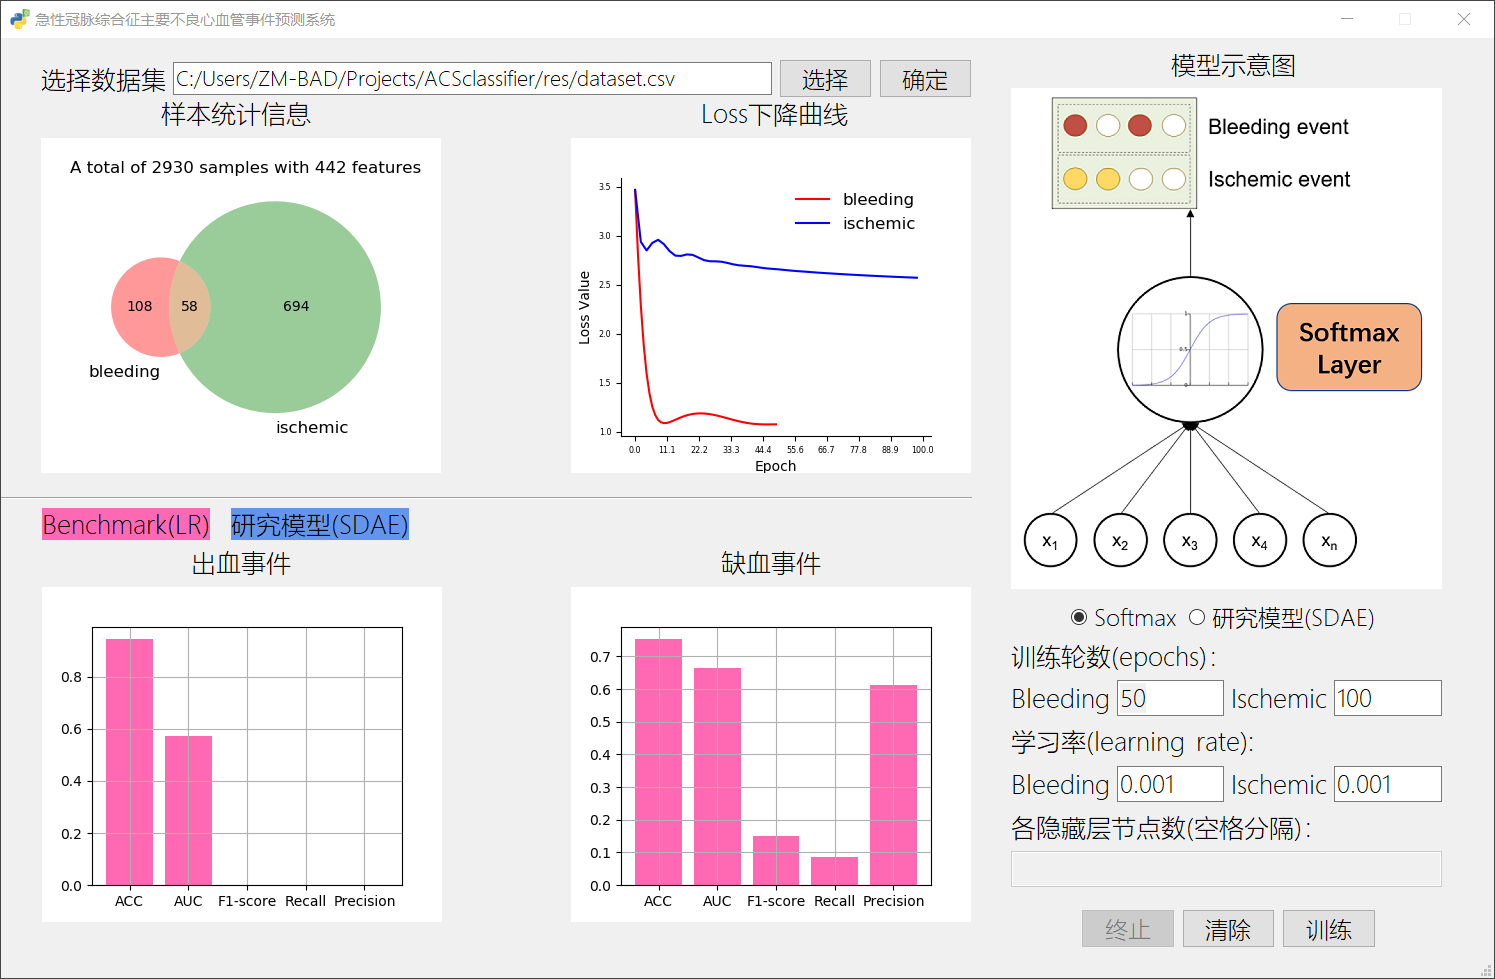 急性冠脉综合征主要不良心血管事件预测系统
选择数据集 C:/Users/ZM-BAD/Projects/ACSclassifier/res/dataset.csv 选择 确定
样本统计信息
A total of 2930 samples with 442 features
108 58 694
bleeding
ischemic
Loss下降曲线
3.5
3.0
2.5
2.0
1.5
1.0
Loss Value
bleeding
ischemic
0.0 11.1 22.2 33.3 44.4 55.6 66.7 77.8 88.9 100.0
Epoch
模型示意图
Bleeding event
Ischemic event
1
0.5
0
Softmax
Layer
x1 x2 x3 x4 xn
Benchmark(LR) 研究模型(SDAE)
出血事件
0.8
0.6
0.4
0.2
0.0
ACC AUC F1-score Recall Precision
缺血事件
0.7
0.6
0.5
0.4
0.3
0.2
0.1
0.0
ACC AUC F1-score Recall Precision
Softmax 研究模型(SDAE)
训练轮数(epochs):
Bleeding 50 Ischemic 100
学习率(learning rate):
Bleeding 0.001 Ischemic 0.001
各隐藏层节点数(空格分隔):
终止 清除 训练